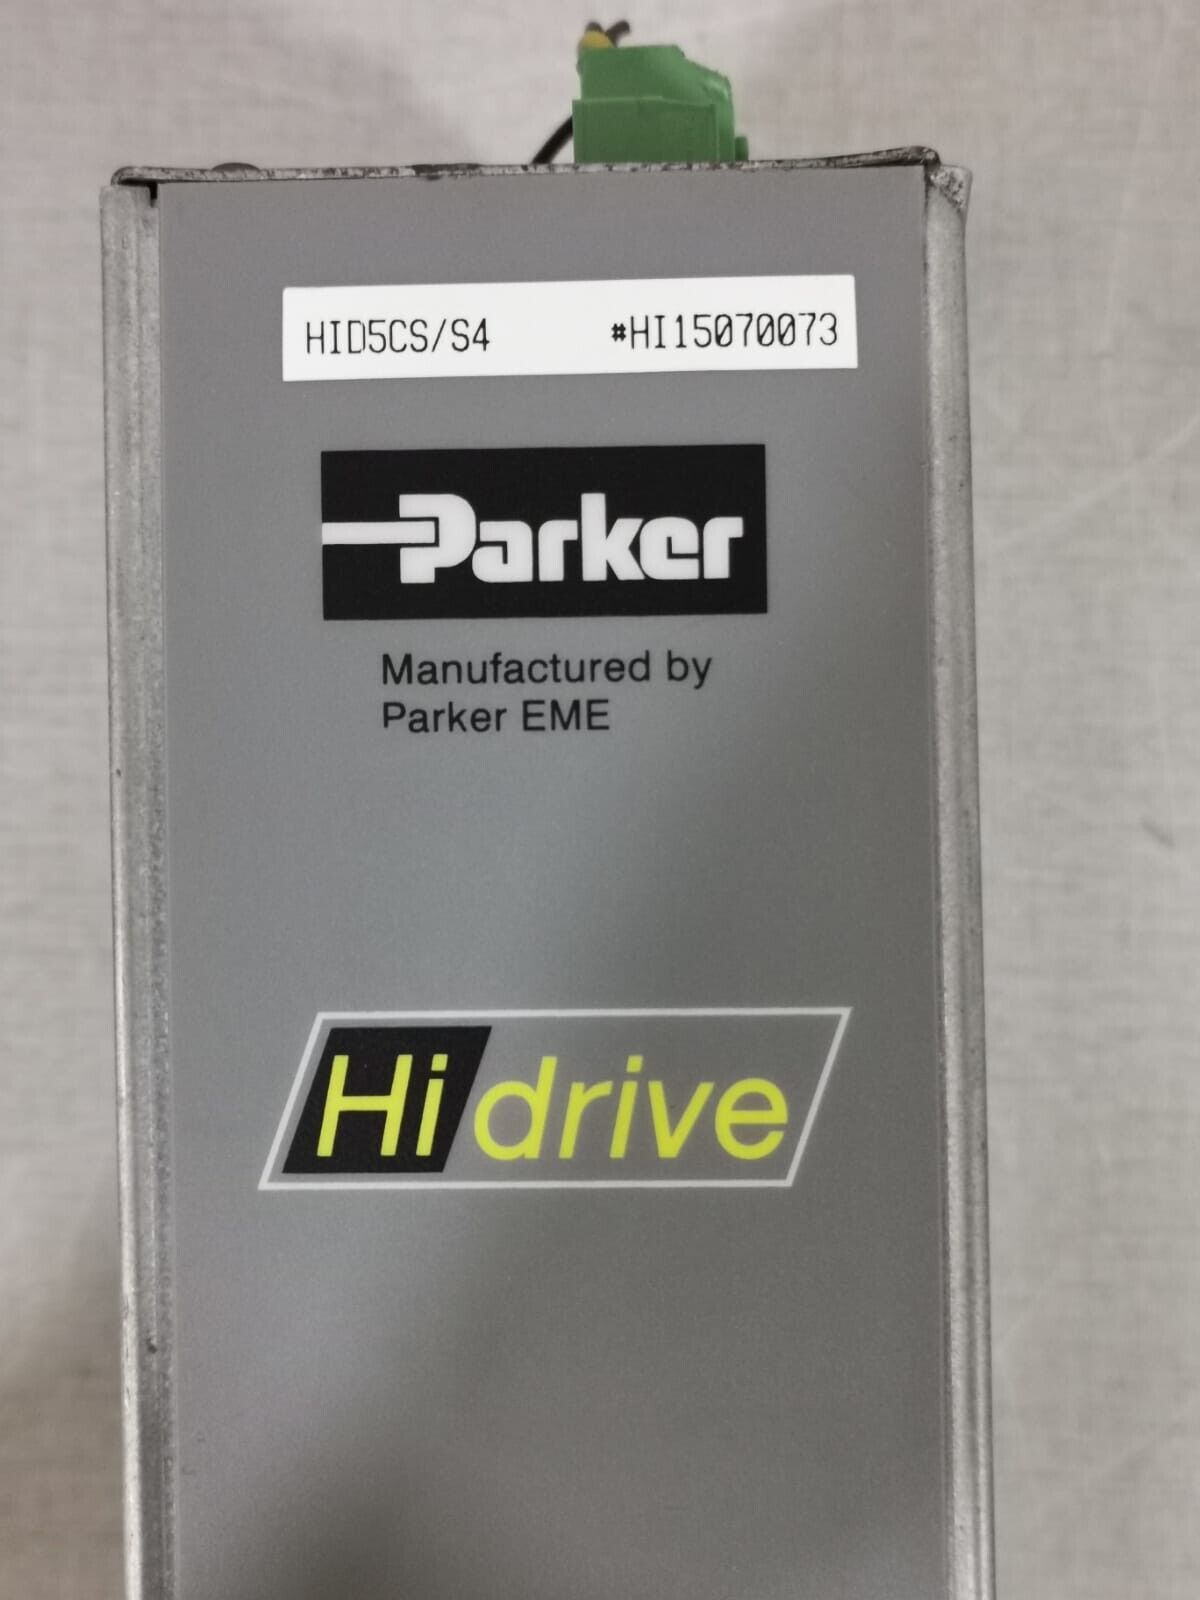 HID5CS/S4 #HI15070073
Parker
Manufactured by
Parker EME
Hi drive